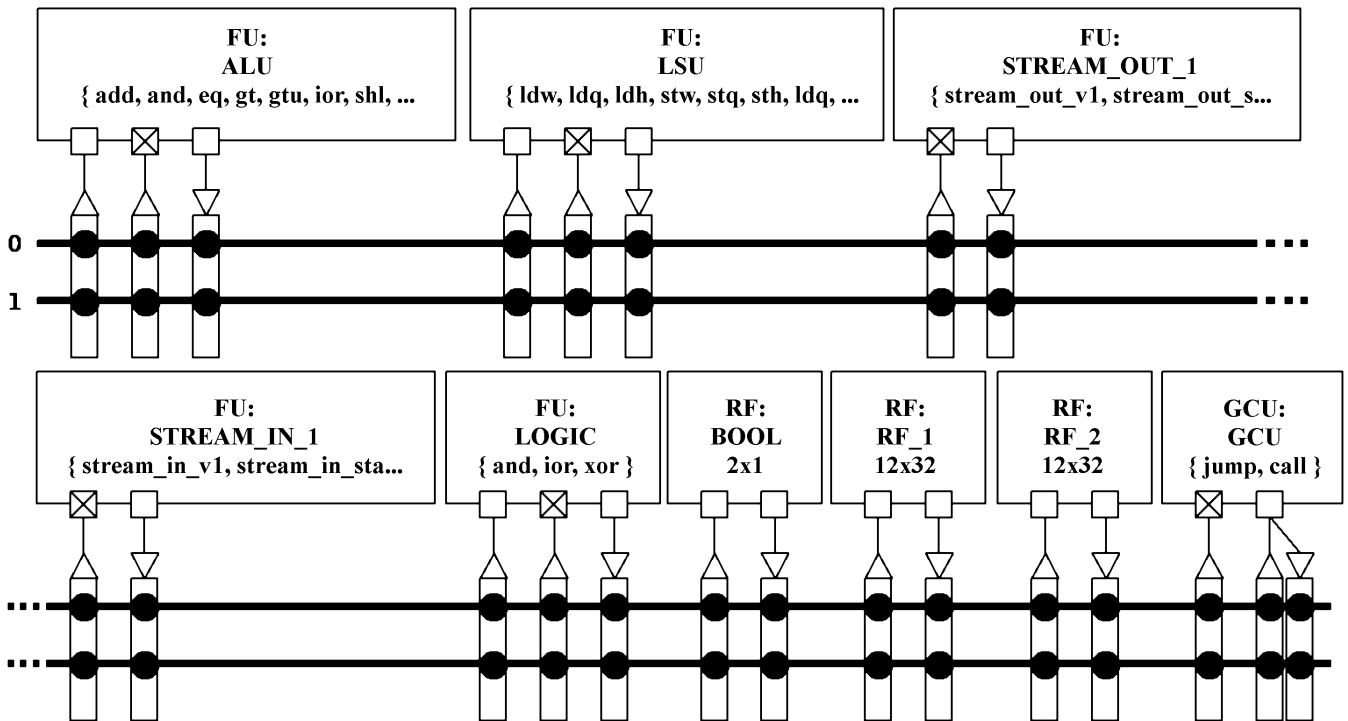 FU:
ALU
{ add, and, eq, gt, gtu, ior, shl, ...
FU:
LSU
{ ldw, ldq, ldh, stw, stq, sth, ldq, ...
FU:
STREAM_OUT_1
{ stream_out_v1, stream_out_s...
0
1
FU:
STREAM_IN_1
{ stream_in_v1, stream_in_sta...
FU:
LOGIC
{ and, ior, xor }
RF:
BOOL
2x1
RF:
RF_1
12x32
RF:
RF_2
12x32
GCU:
GCU
{ jump, call }